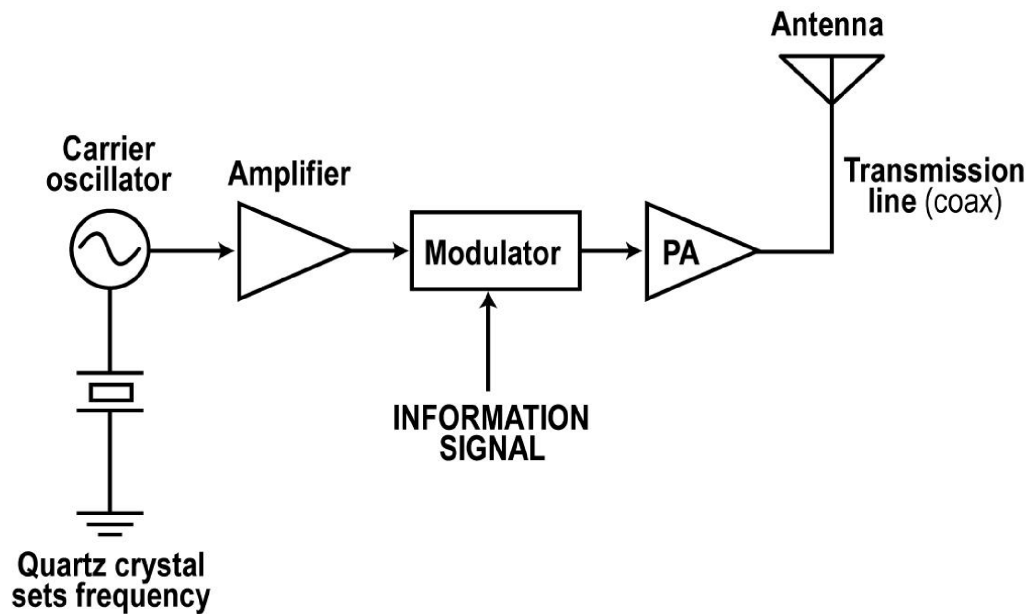 Antenna
Carrier
oscillator
Amplifier
Transmission
line (coax)
Modulator
PA
INFORMATION
SIGNAL
Quartz crystal
sets frequency